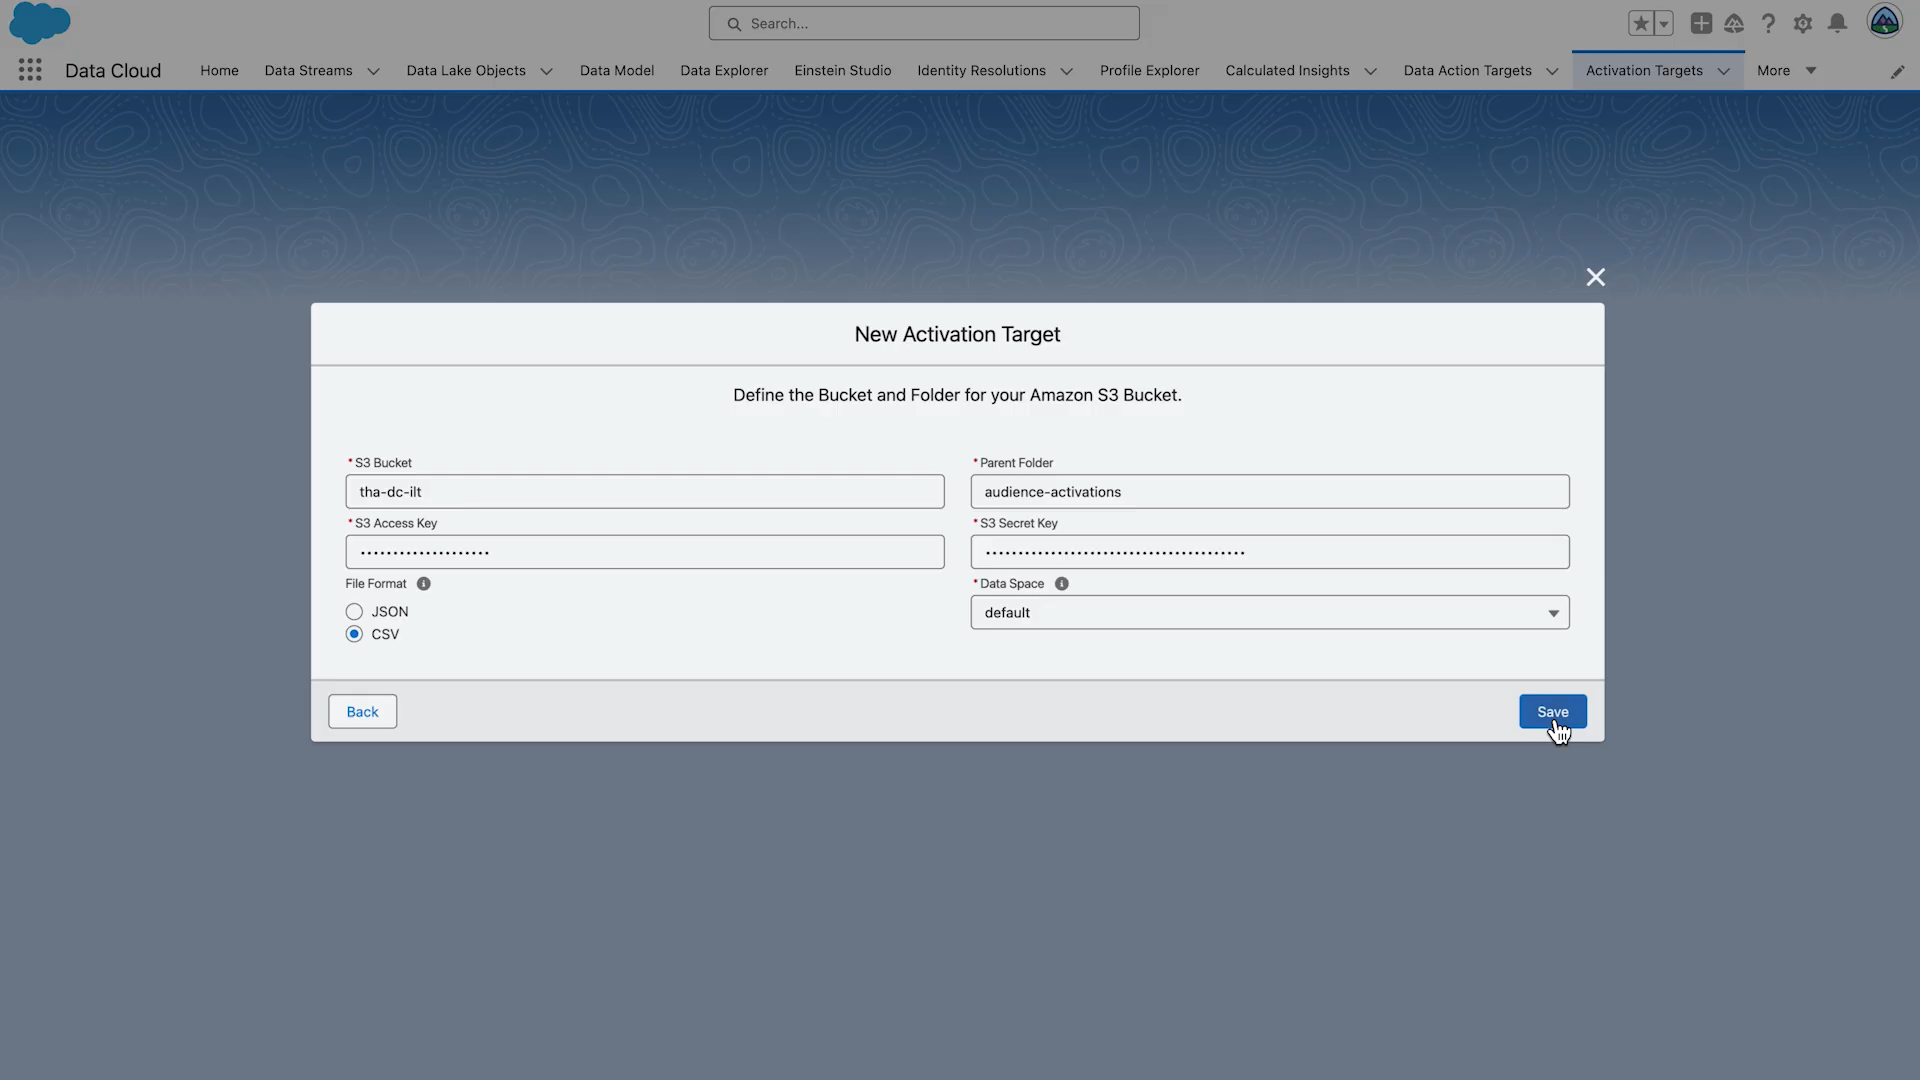 Search...
Data Cloud
Home
Data Streams
Data Lake Objects
Data Model
Data Explorer
Einstein Studio
Identity Resolutions
Profile Explorer
Calculated Insights
Data Action Targets
Activation Targets
More
New Activation Target
Define the Bucket and Folder for your Amazon S3 Bucket.
* S3 Bucket
tha-dc-ilt
* Parent Folder
audience-activations
* S3 Access Key
* S3 Secret Key
File Format
JSON
CSV
* Data Space
default
Back
Save